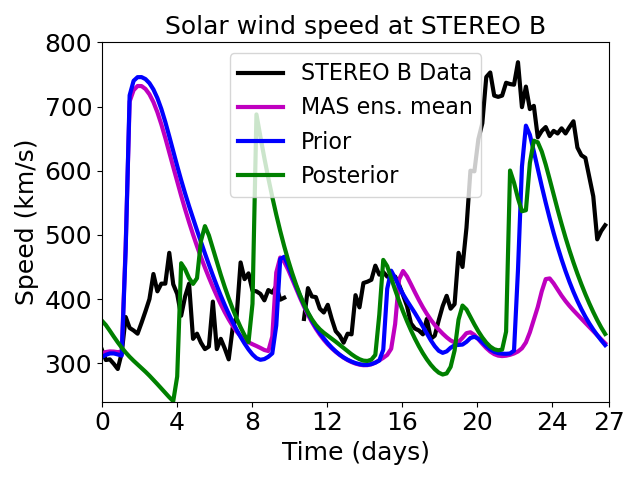 Solar wind speed at STEREO B
800
700
600
500
400
300
Speed (km/s)
STEREO B Data
MAS ens. mean
Prior
Posterior
0 4 8 12 16 20 24 27
Time (days)